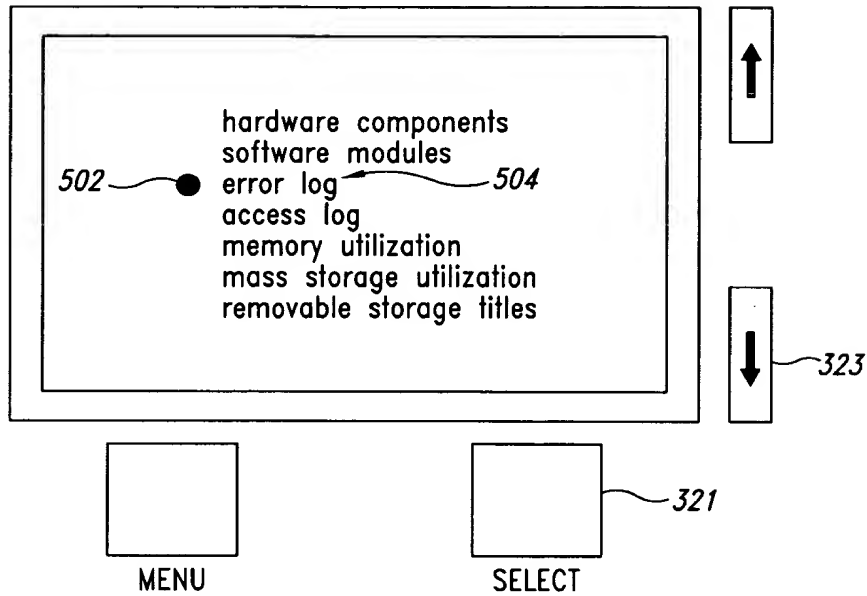 hardware components
software modules
502 error log 504
access log
memory utilization
mass storage utilization
removable storage titles
323
321
MENU SELECT